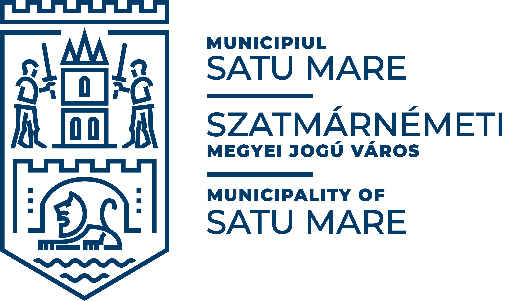 MUNICIPIUL
SATU MARE
SZATMÁRNÉMETI
MEGYEI JOGÚ VÁROS
MUNICIPALITY OF
SATU MARE